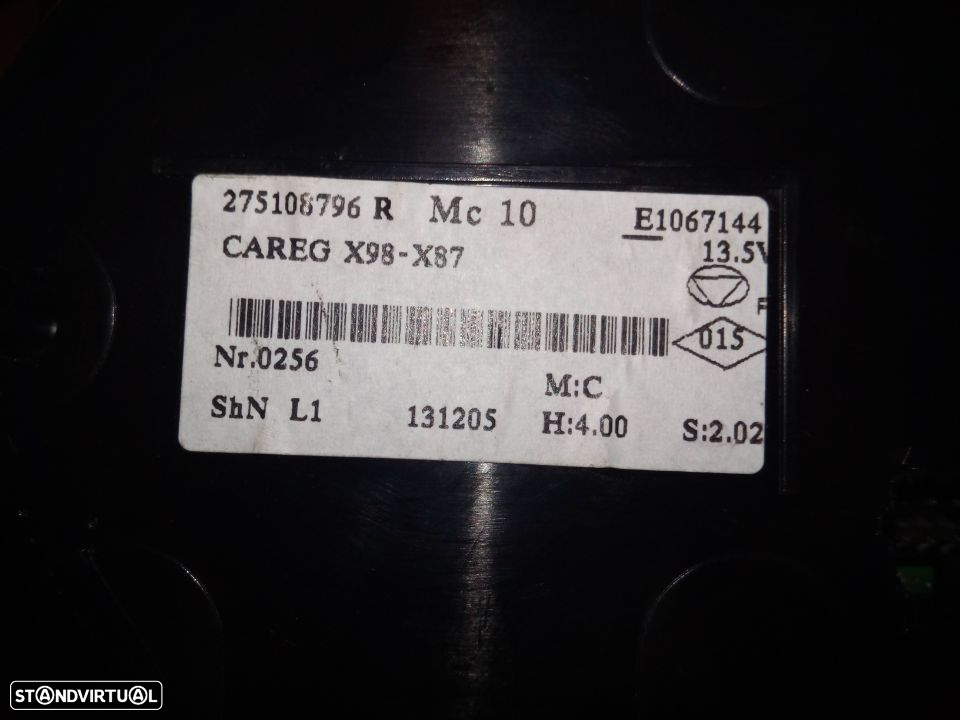 275108796 R Mc 10 E1067144
CAREG X98-X87 13.5V
F
015
Nr.0256
M:C
ShN L1 131205 H:4.00 S:2.02
STANDVIRTUAL